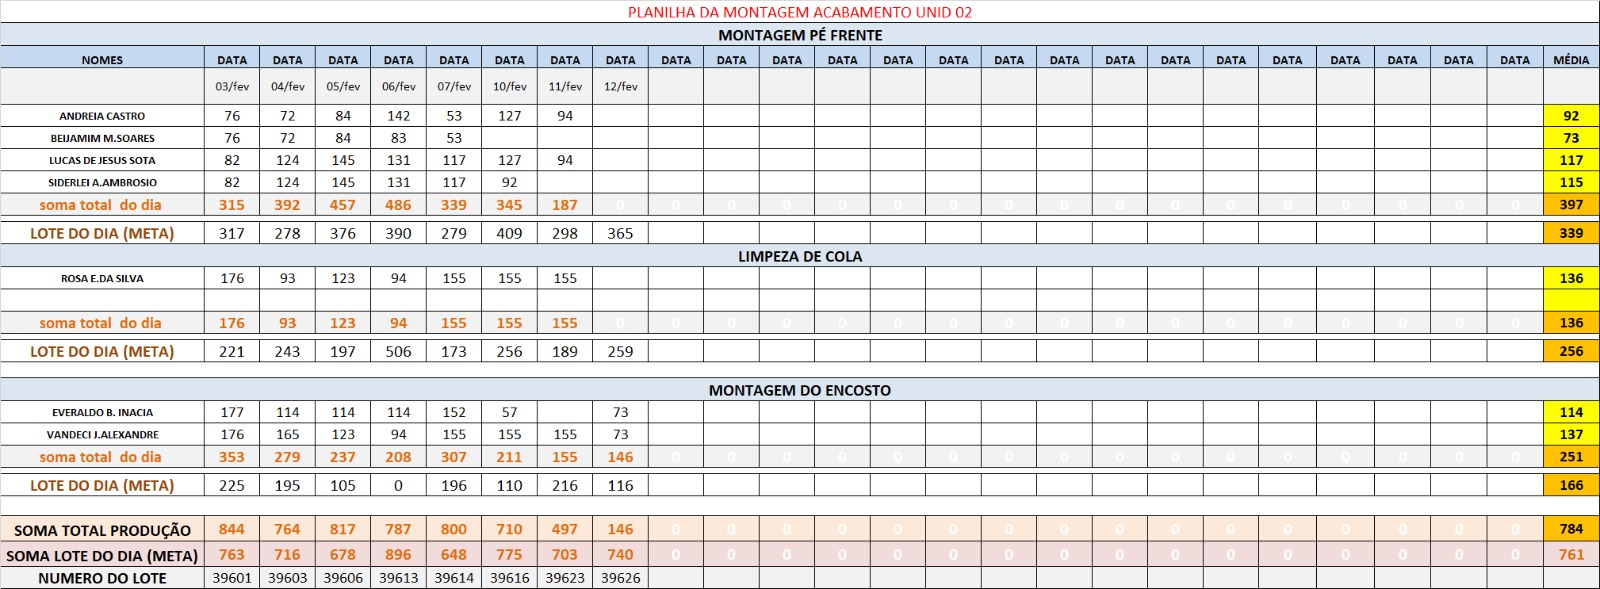 PLANILHA DA MONTAGEM ACABAMENTO UNID 02
MONTAGEM PÉ FRENTE
NOMES DATA DATA DATA DATA DATA DATA DATA DATA DATA DATA DATA DATA DATA DATA DATA DATA DATA DATA DATA DATA DATA DATA DATA DATA MÉDIA
03/fev 04/fev 05/fev 06/fev 07/fev 10/fev 11/fev 12/fev
ANDREIA CASTRO 76 72 84 142 53 127 94 92
BEIJAMIM M.SOARES 76 72 84 83 53 73
LUCAS DE JESUS SOTA 82 124 145 131 117 127 94 117
SIDERLEI A.AMBROSIO 82 124 145 131 117 92 115
soma total do dia 315 392 457 486 339 345 187 0 0 0 0 0 0 0 0 0 0 0 0 0 0 0 0 0 397
LOTE DO DIA (META) 317 278 376 390 279 409 298 365 339
LIMPEZA DE COLA
ROSA E.DA SILVA 176 93 123 94 155 155 155 136
soma total do dia 176 93 123 94 155 155 155 0 0 0 0 0 0 0 0 0 0 0 0 0 0 0 0 0 136
LOTE DO DIA (META) 221 243 197 506 173 256 189 259 256
MONTAGEM DO ENCOSTO
EVERALDO B. INACIA 177 114 114 114 152 57 73 114
VANDECI J.ALEXANDRE 176 165 123 94 155 155 155 73 137
soma total do dia 353 279 237 208 307 211 155 146 0 0 0 0 0 0 0 0 0 0 0 0 0 0 0 0 251
LOTE DO DIA (META) 225 195 105 0 196 110 216 116 166
SOMA TOTAL PRODUÇÃO 844 764 817 787 800 710 497 146 0 0 0 0 0 0 0 0 0 0 0 0 0 0 0 0 784
SOMA LOTE DO DIA (META) 763 716 678 896 648 775 703 740 0 0 0 0 0 0 0 0 0 0 0 0 0 0 0 0 761
NUMERO DO LOTE 39601 39603 39606 39613 39614 39616 39623 39626